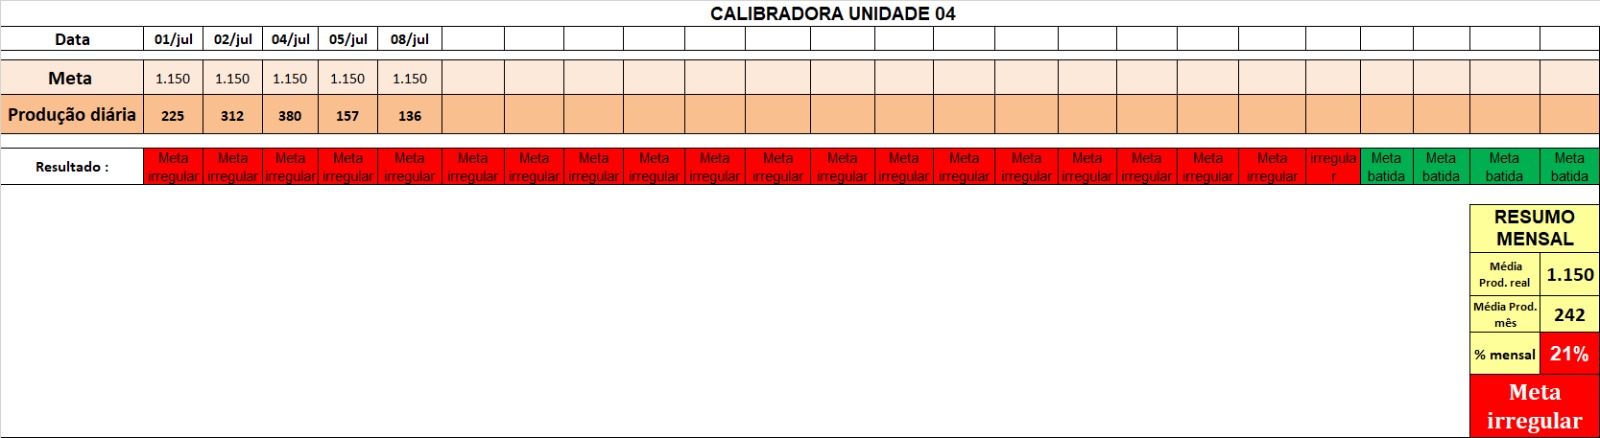 CALIBRADORA UNIDADE 04
Data 01/jul 02/jul 04/jul 05/jul 08/jul
Meta 1.150 1.150 1.150 1.150 1.150
Produção diária 225 312 380 157 136
Resultado : Meta irregular Meta irregular Meta irregular Meta irregular Meta irregular Meta irregular Meta irregular Meta irregular Meta irregular Meta irregular Meta irregular Meta irregular Meta irregular Meta irregular Meta irregular Meta irregular Meta irregular Meta irregular Meta irregular irregular Meta batida Meta batida Meta batida Meta batida
RESUMO
MENSAL
Média
Prod. real 1.150
Média Prod.
mês 242
% mensal 21%
Meta
irregular